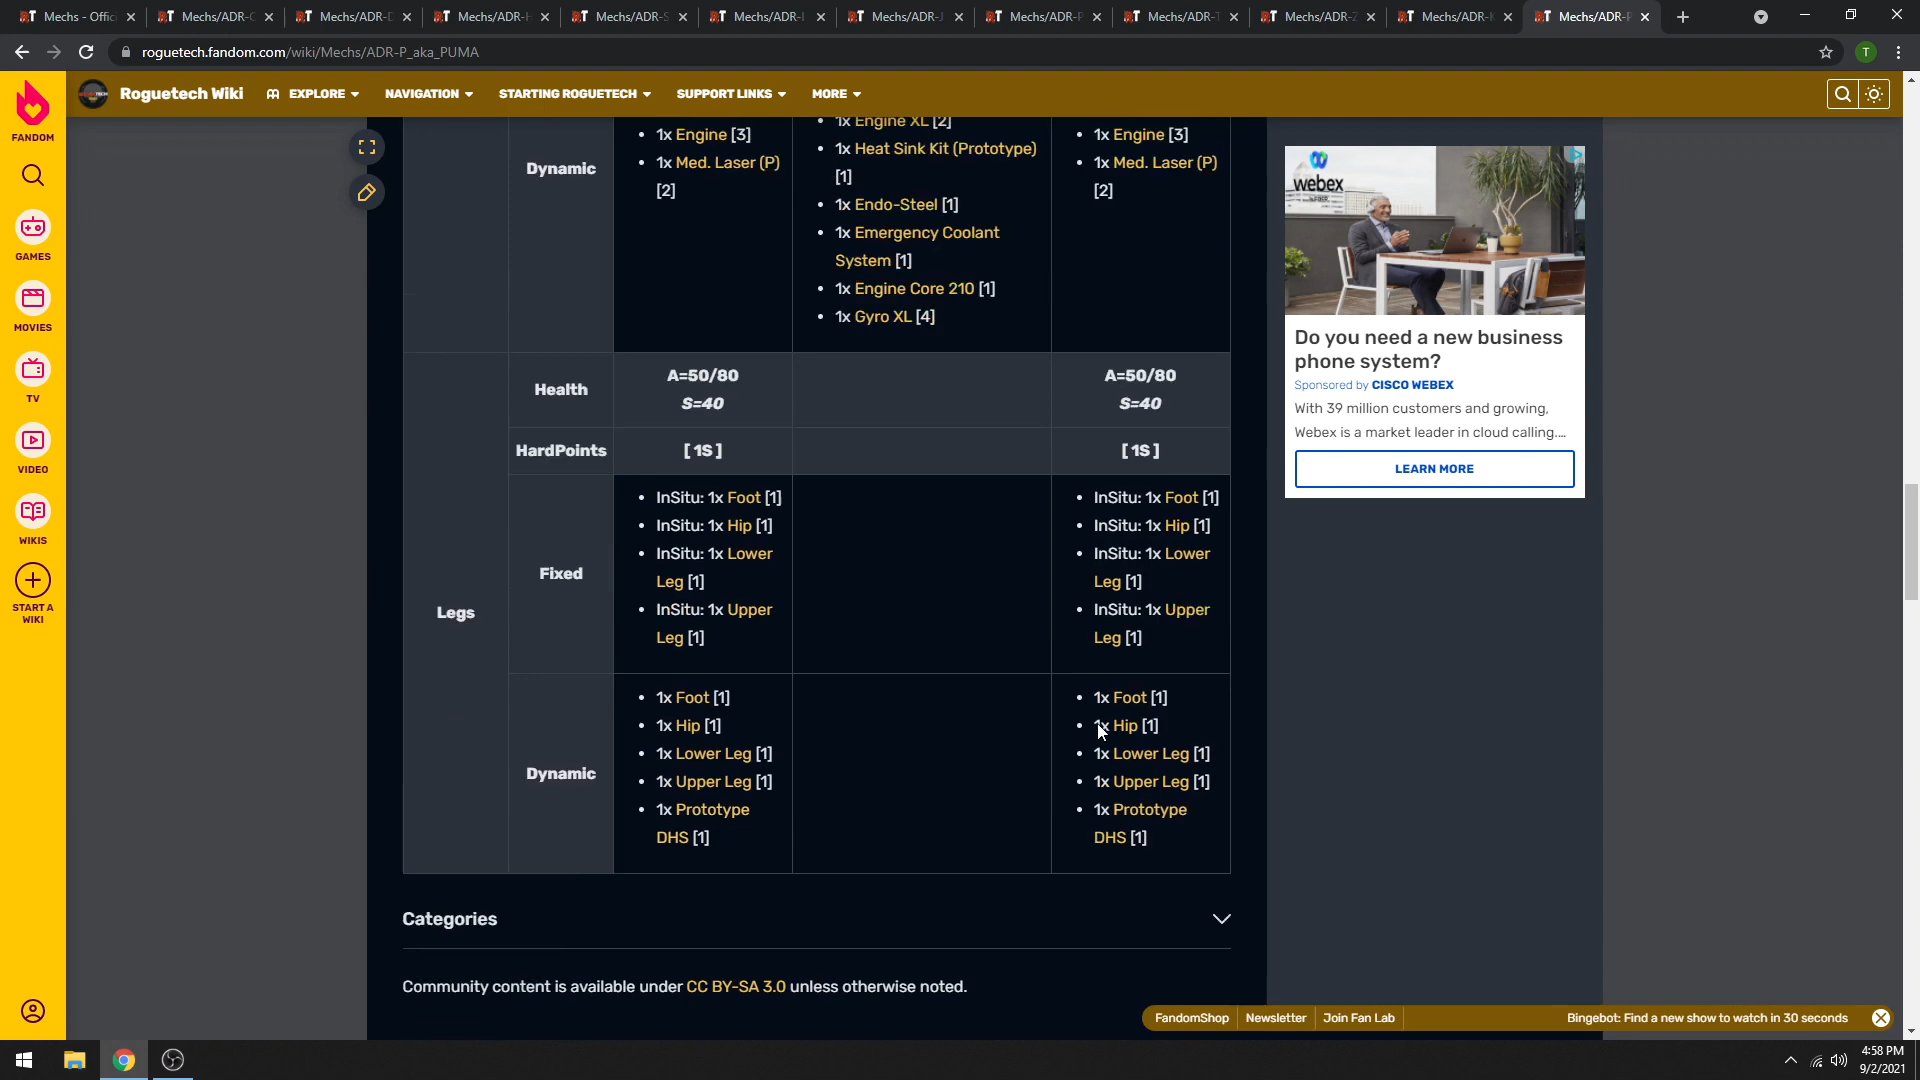 Mechs - Offic
Mechs/ADR-C
Mechs/ADR-D
Mechs/ADR-H
Mechs/ADR-S
Mechs/ADR-I
Mechs/ADR-J
Mechs/ADR-P
Mechs/ADR-T
Mechs/ADR-Z
Mechs/ADR-K
Mechs/ADR-P
roguetech.fandom.com/wiki/Mechs/ADR-P_aka_PUMA
T
Roguetech Wiki
EXPLORE
NAVIGATION
STARTING ROGUETECH
SUPPORT LINKS
MORE
FANDOM
GAMES
MOVIES
TV
VIDEO
WIKIS
START A
WIKI
Dynamic
1x Engine [3]
1x Med. Laser (P)
[2]
1x Engine XL [2]
1x Heat Sink Kit (Prototype)
[1]
1x Endo-Steel [1]
1x Emergency Coolant
System [1]
1x Engine Core 210 [1]
1x Gyro XL [4]
1x Engine [3]
1x Med. Laser (P)
[2]
Legs
Health
A=50/80
S=40
A=50/80
S=40
HardPoints
[ 1S ]
[ 1S ]
Fixed
InSitu: 1x Foot [1]
InSitu: 1x Hip [1]
InSitu: 1x Lower
Leg [1]
InSitu: 1x Upper
Leg [1]
InSitu: 1x Foot [1]
InSitu: 1x Hip [1]
InSitu: 1x Lower
Leg [1]
InSitu: 1x Upper
Leg [1]
Dynamic
1x Foot [1]
1x Hip [1]
1x Lower Leg [1]
1x Upper Leg [1]
1x Prototype
DHS [1]
1x Foot [1]
1x Hip [1]
1x Lower Leg [1]
1x Upper Leg [1]
1x Prototype
DHS [1]
Categories
Community content is available under CC BY-SA 3.0 unless otherwise noted.
webex
by CISCO
Do you need a new business
phone system?
Sponsored by CISCO WEBEX
With 39 million customers and growing,
Webex is a market leader in cloud calling....
LEARN MORE
FandomShop
Newsletter
Join Fan Lab
Bingebot: Find a new show to watch in 30 seconds
4:58 PM
9/2/2021